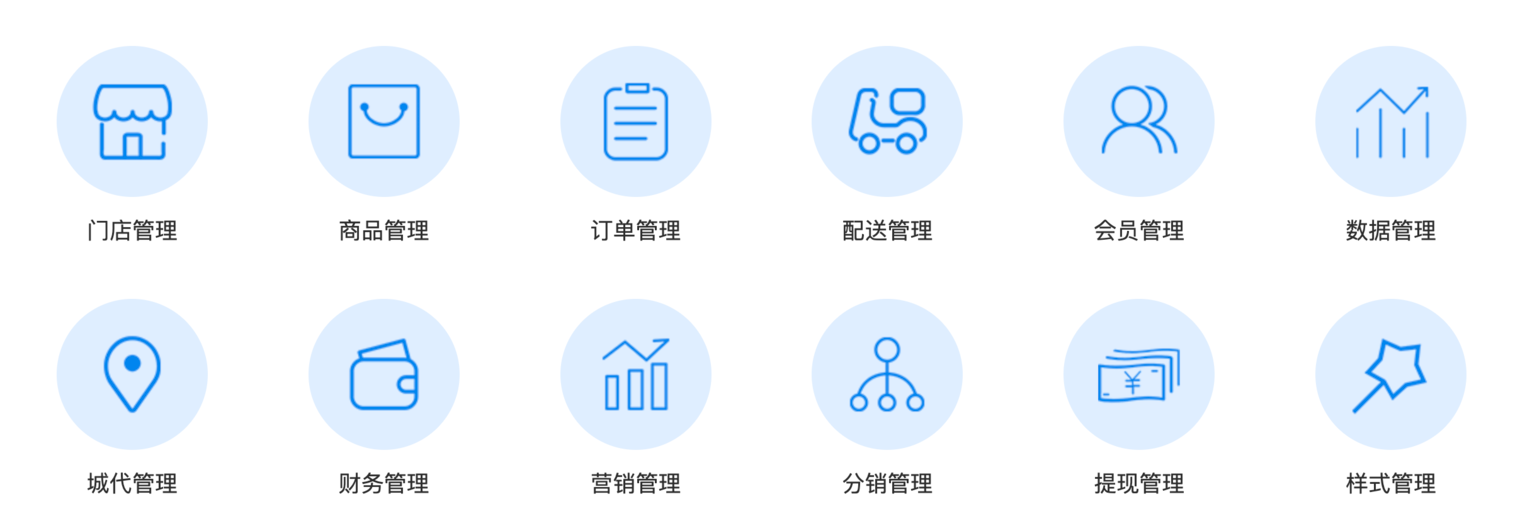 门店管理
商品管理
订单管理
配送管理
会员管理
数据管理
城代管理
财务管理
营销管理
分销管理
¥
提现管理
样式管理